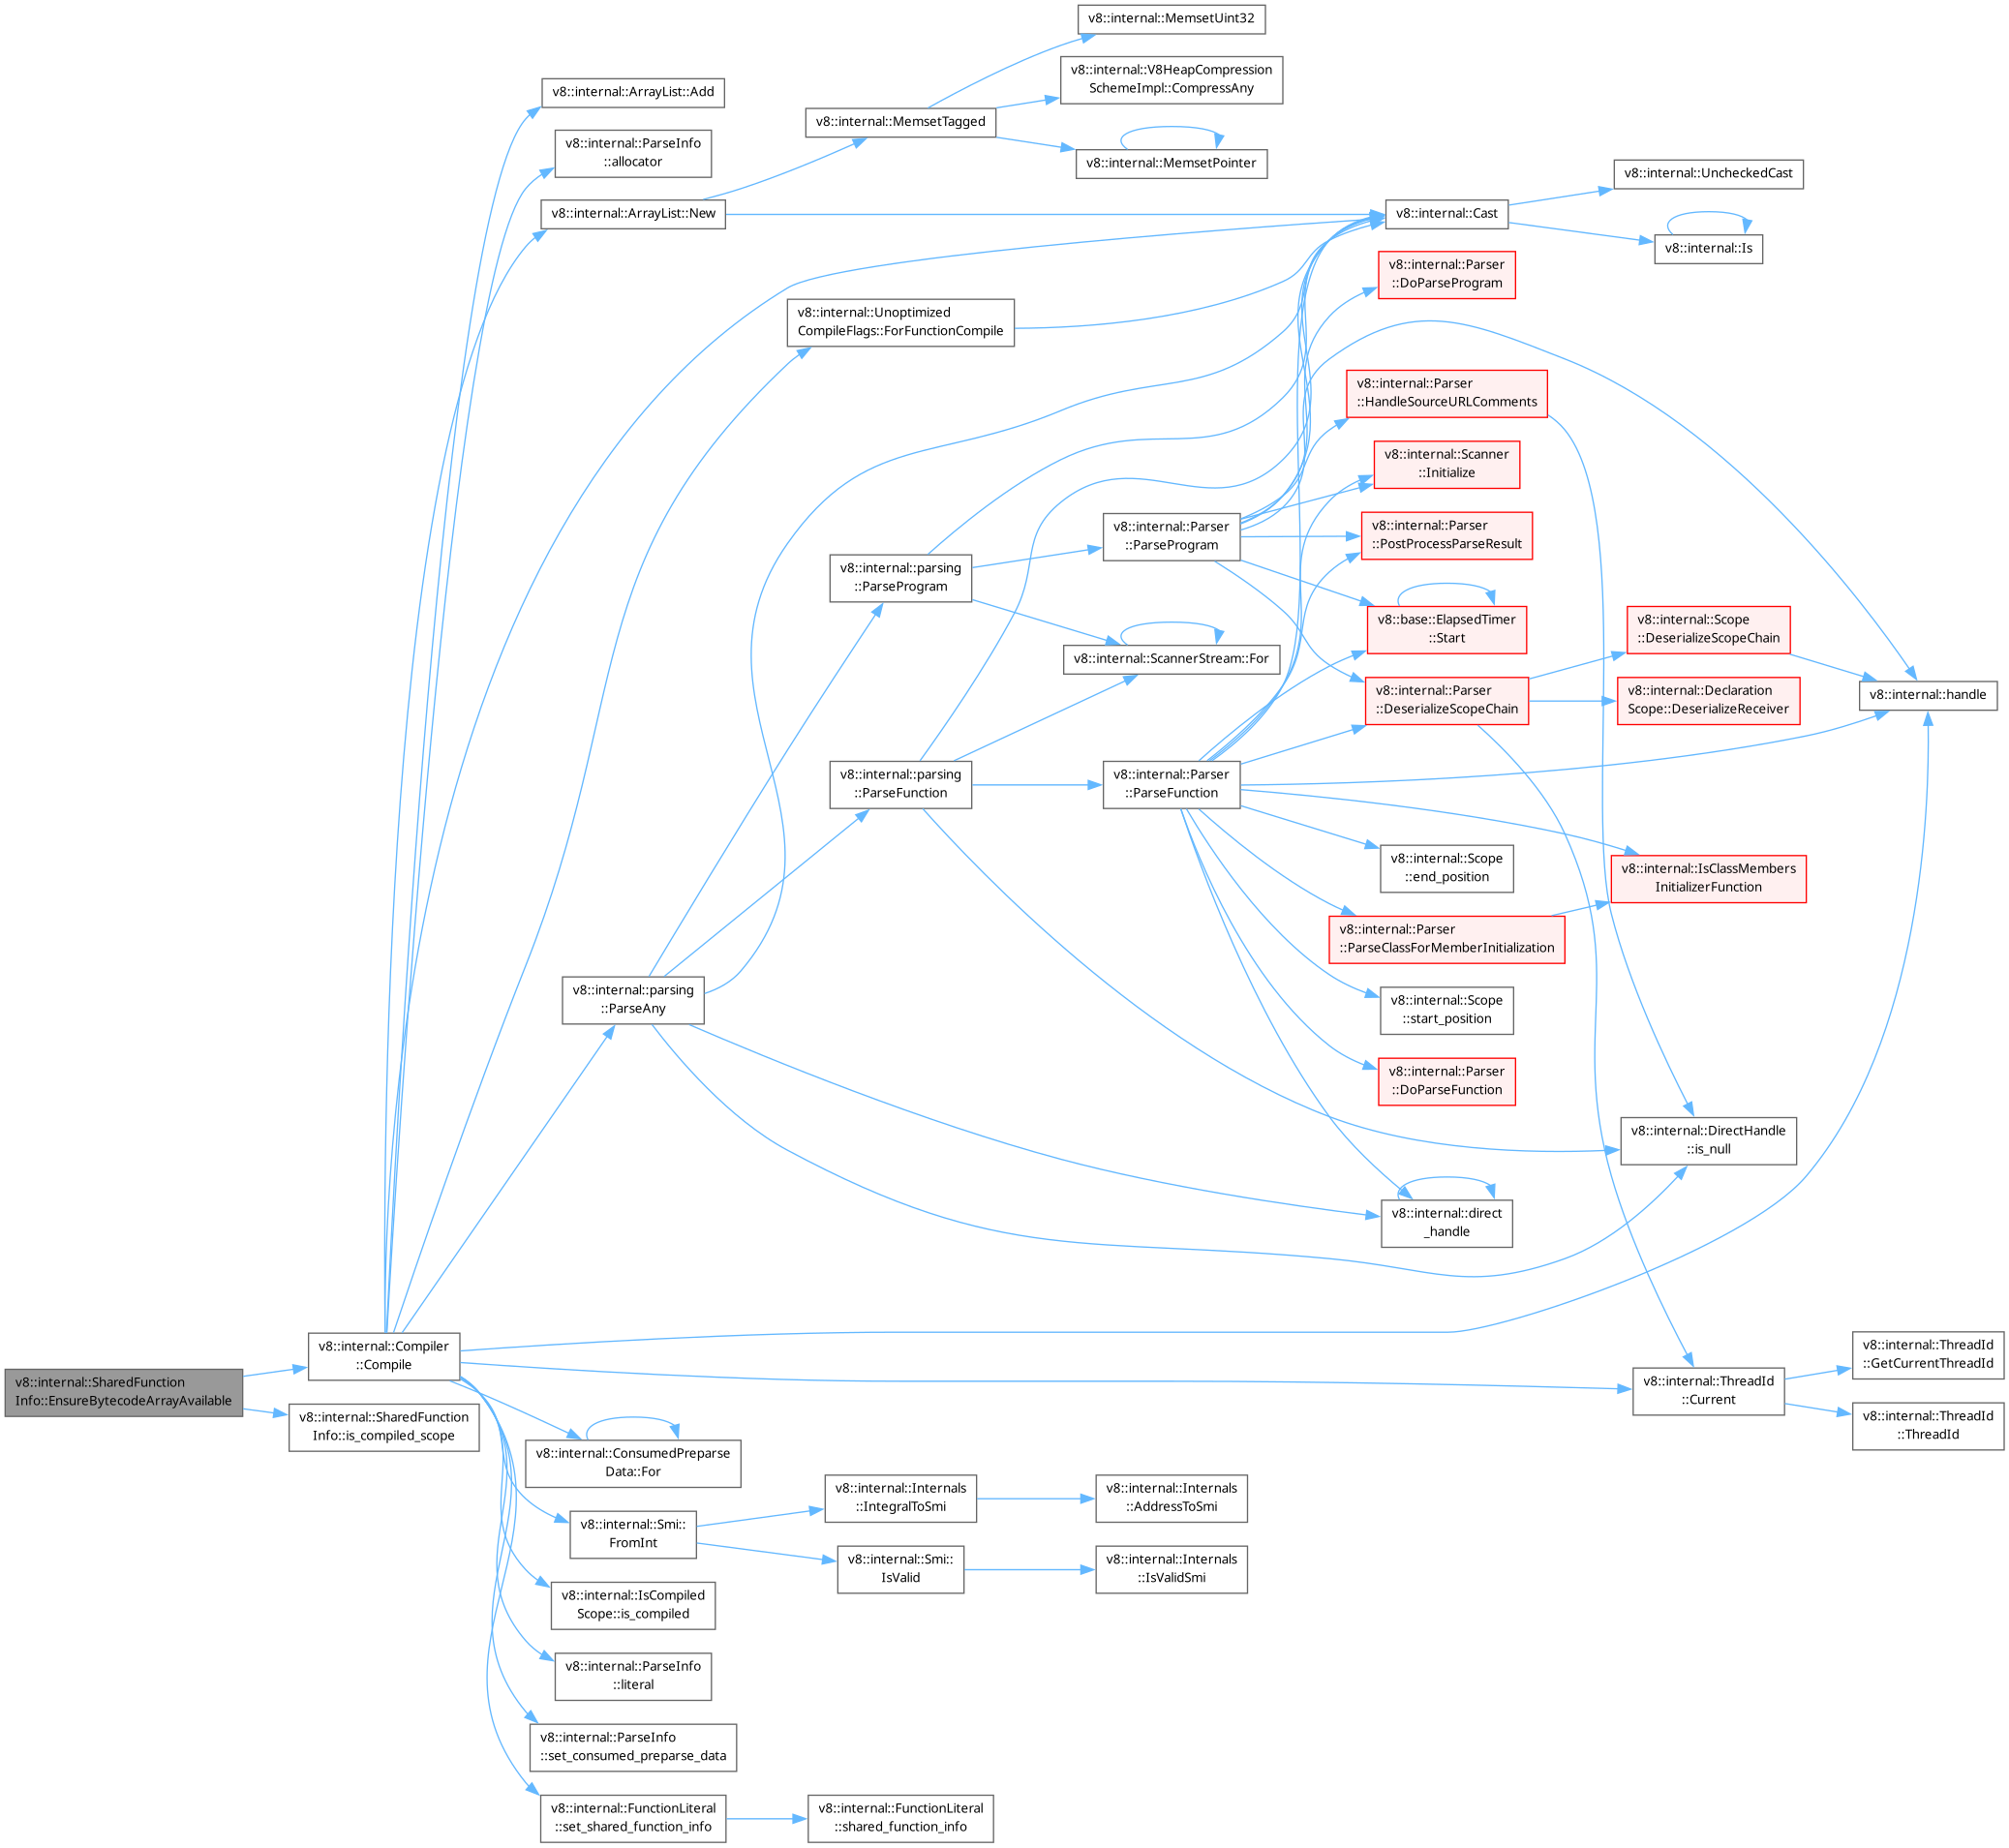 v8::internal::MemsetUint32
v8::internal::V8HeapCompression
SchemeImpl::CompressAny
v8::internal::ArrayList::Add
v8::internal::MemsetTagged
v8::internal::ParseInfo
::allocator
v8::internal::MemsetPointer
v8::internal::UncheckedCast
v8::internal::ArrayList::New
v8::internal::Cast
v8::internal::Is
v8::internal::Parser
::DoParseProgram
v8::internal::Unoptimized
CompileFlags::ForFunctionCompile
v8::internal::Parser
::HandleSourceURLComments
v8::internal::Scanner
::Initialize
v8::internal::Parser
::ParseProgram
v8::internal::Parser
::PostProcessParseResult
v8::internal::parsing
::ParseProgram
v8::base::ElapsedTimer
::Start
v8::internal::Scope
::DeserializeScopeChain
v8::internal::ScannerStream::For
v8::internal::Parser
::DeserializeScopeChain
v8::internal::Declaration
Scope::DeserializeReceiver
v8::internal::handle
v8::internal::parsing
::ParseFunction
v8::internal::Parser
::ParseFunction
v8::internal::Scope
::end_position
v8::internal::IsClassMembers
InitializerFunction
v8::internal::Parser
::ParseClassForMemberInitialization
v8::internal::parsing
::ParseAny
v8::internal::Scope
::start_position
v8::internal::Parser
::DoParseFunction
v8::internal::DirectHandle
::is_null
v8::internal::direct
_handle
v8::internal::Compiler
::Compile
v8::internal::ThreadId
::GetCurrentThreadId
v8::internal::SharedFunction
Info::EnsureBytecodeArrayAvailable
v8::internal::ThreadId
::Current
v8::internal::SharedFunction
Info::is_compiled_scope
v8::internal::ThreadId
::ThreadId
v8::internal::ConsumedPreparse
Data::For
v8::internal::Internals
::IntegralToSmi
v8::internal::Internals
::AddressToSmi
v8::internal::Smi::
FromInt
v8::internal::Smi::
IsValid
v8::internal::Internals
::IsValidSmi
v8::internal::IsCompiled
Scope::is_compiled
v8::internal::ParseInfo
::literal
v8::internal::ParseInfo
::set_consumed_preparse_data
v8::internal::FunctionLiteral
::set_shared_function_info
v8::internal::FunctionLiteral
::shared_function_info